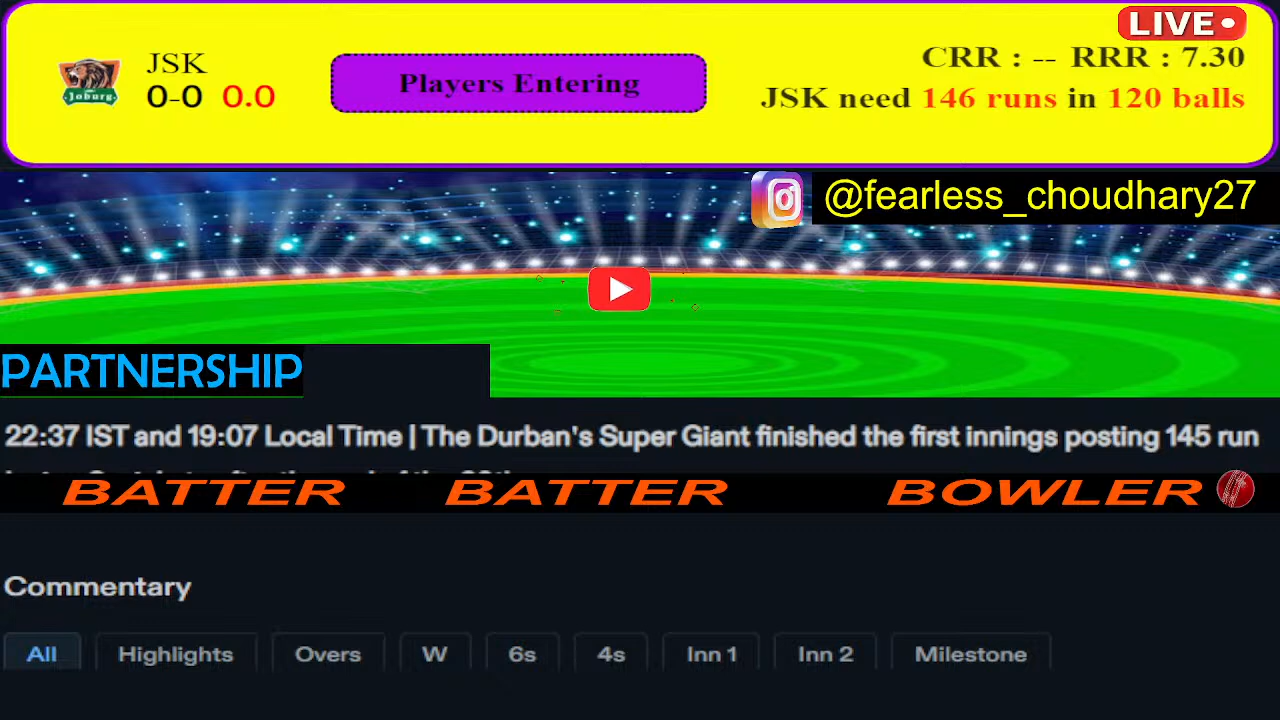 LIVE
JSK
0-0 0.0
Joburg
Players Entering
CRR : -- RRR : 7.30
JSK need 146 runs in 120 balls
@fearless_choudhary27
PARTNERSHIP
22:37 IST and 19:07 Local Time | The Durban's Super Giant finished the first innings posting 145 run
BATTER BATTER BOWLER
Commentary
All Highlights Overs W 6s 4s Inn 1 Inn 2 Milestone